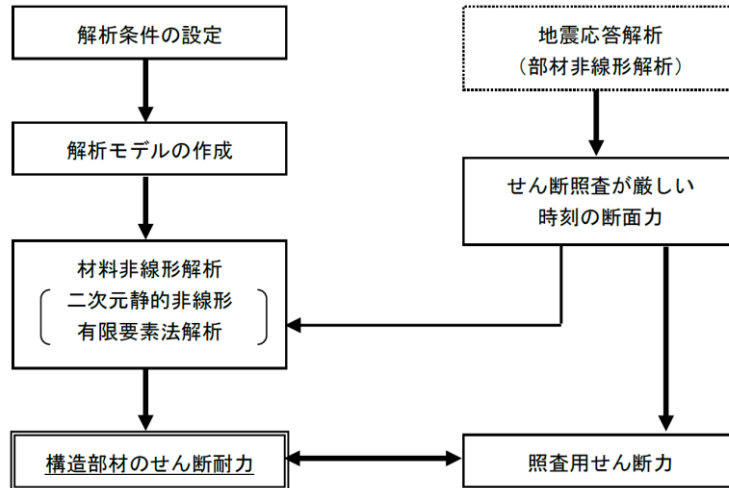 解析条件の設定
解析モデルの作成
材料非線形解析
二次元静的非線形
有限要素法解析
構造部材のせん断耐力
地震応答解析
（部材非線形解析）
せん断照査が厳しい
時刻の断面力
照査用せん断力